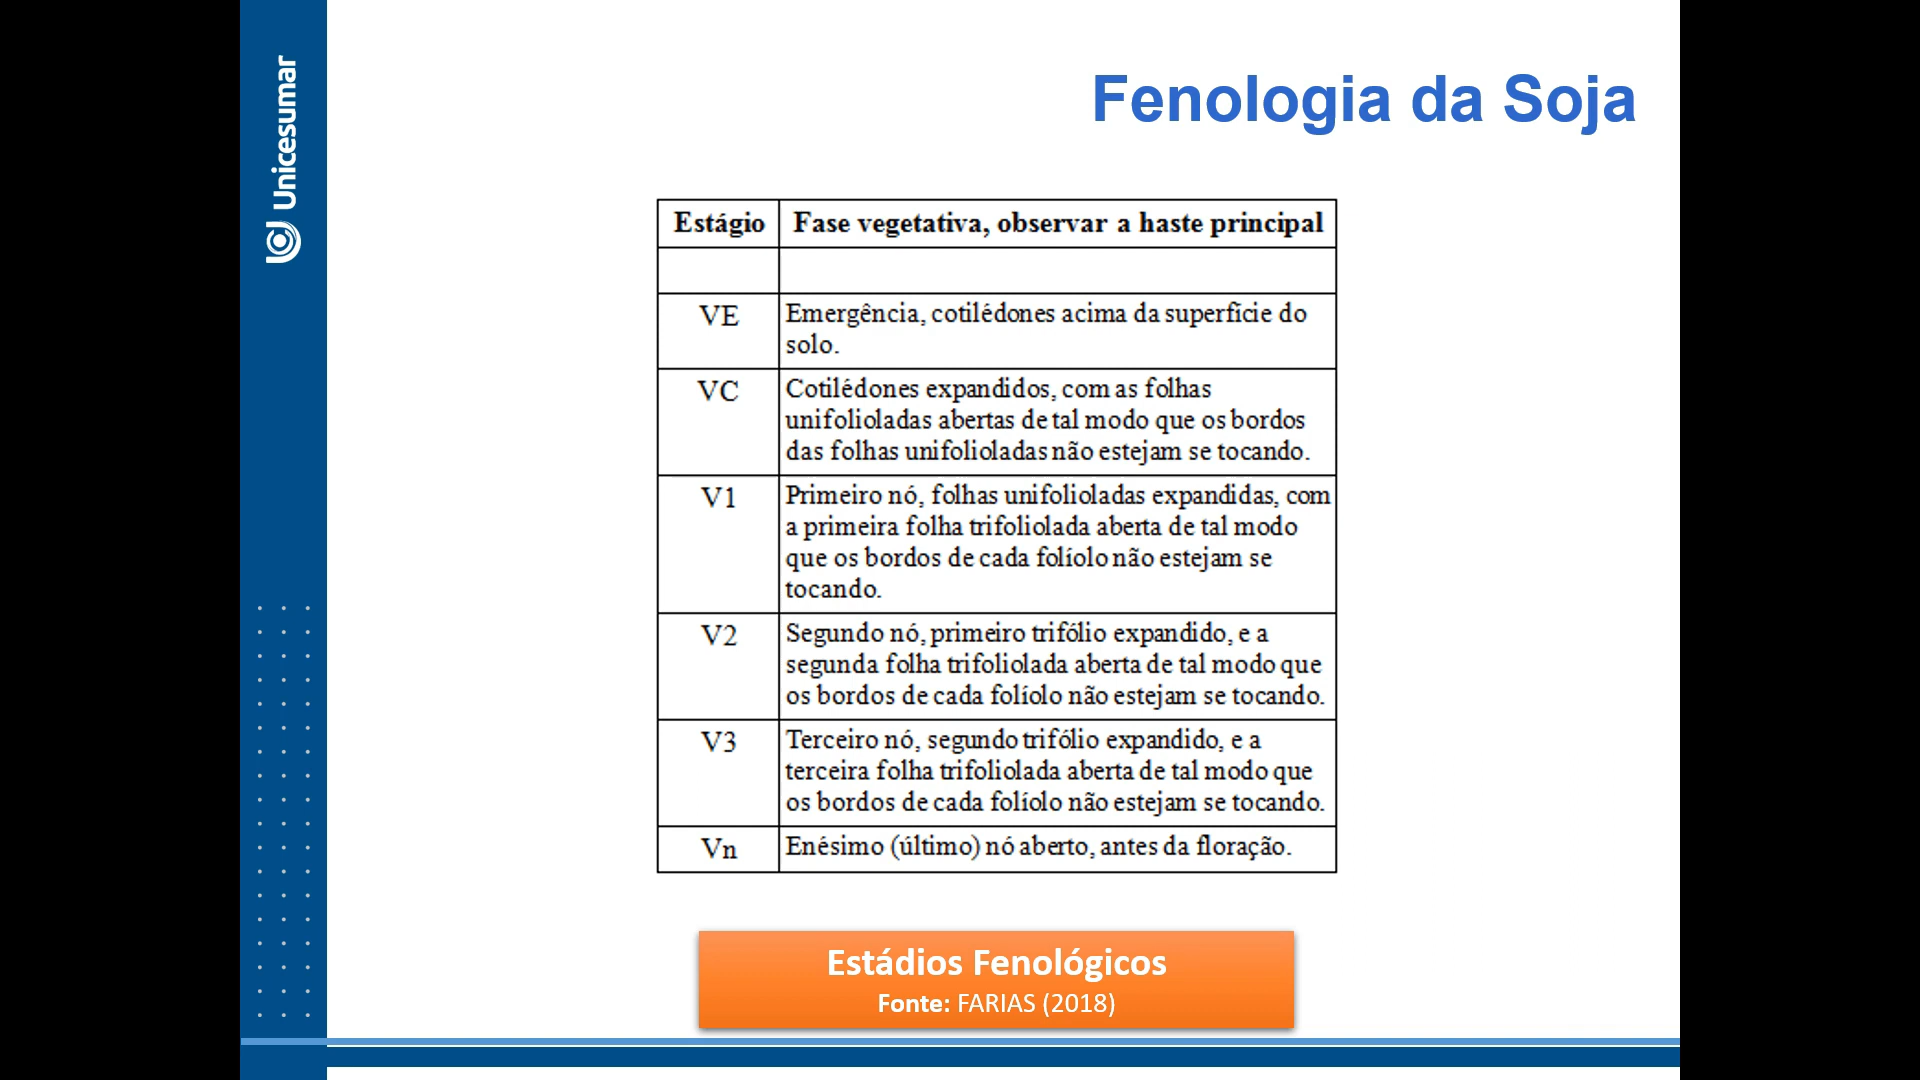 Unicesumar
Fenologia da Soja
Estágio
Fase vegetativa, observar a haste principal
VE
Emergência, cotilédones acima da superfície do
solo.
VC
Cotilédones expandidos, com as folhas
unifolioladas abertas de tal modo que os bordos
das folhas unifolioladas não estejam se tocando.
V1
Primeiro nó, folhas unifolioladas expandidas, com
a primeira folha trifoliolada aberta de tal modo
que os bordos de cada folíolo não estejam se
tocando.
V2
Segundo nó, primeiro trifólio expandido, e a
segunda folha trifoliolada aberta de tal modo que
os bordos de cada folíolo não estejam se tocando.
V3
Terceiro nó, segundo trifólio expandido, e a
terceira folha trifoliolada aberta de tal modo que
os bordos de cada folíolo não estejam se tocando.
Vn
Enésimo (último) nó aberto, antes da floração.
Estádios Fenológicos
Fonte: FARIAS (2018)